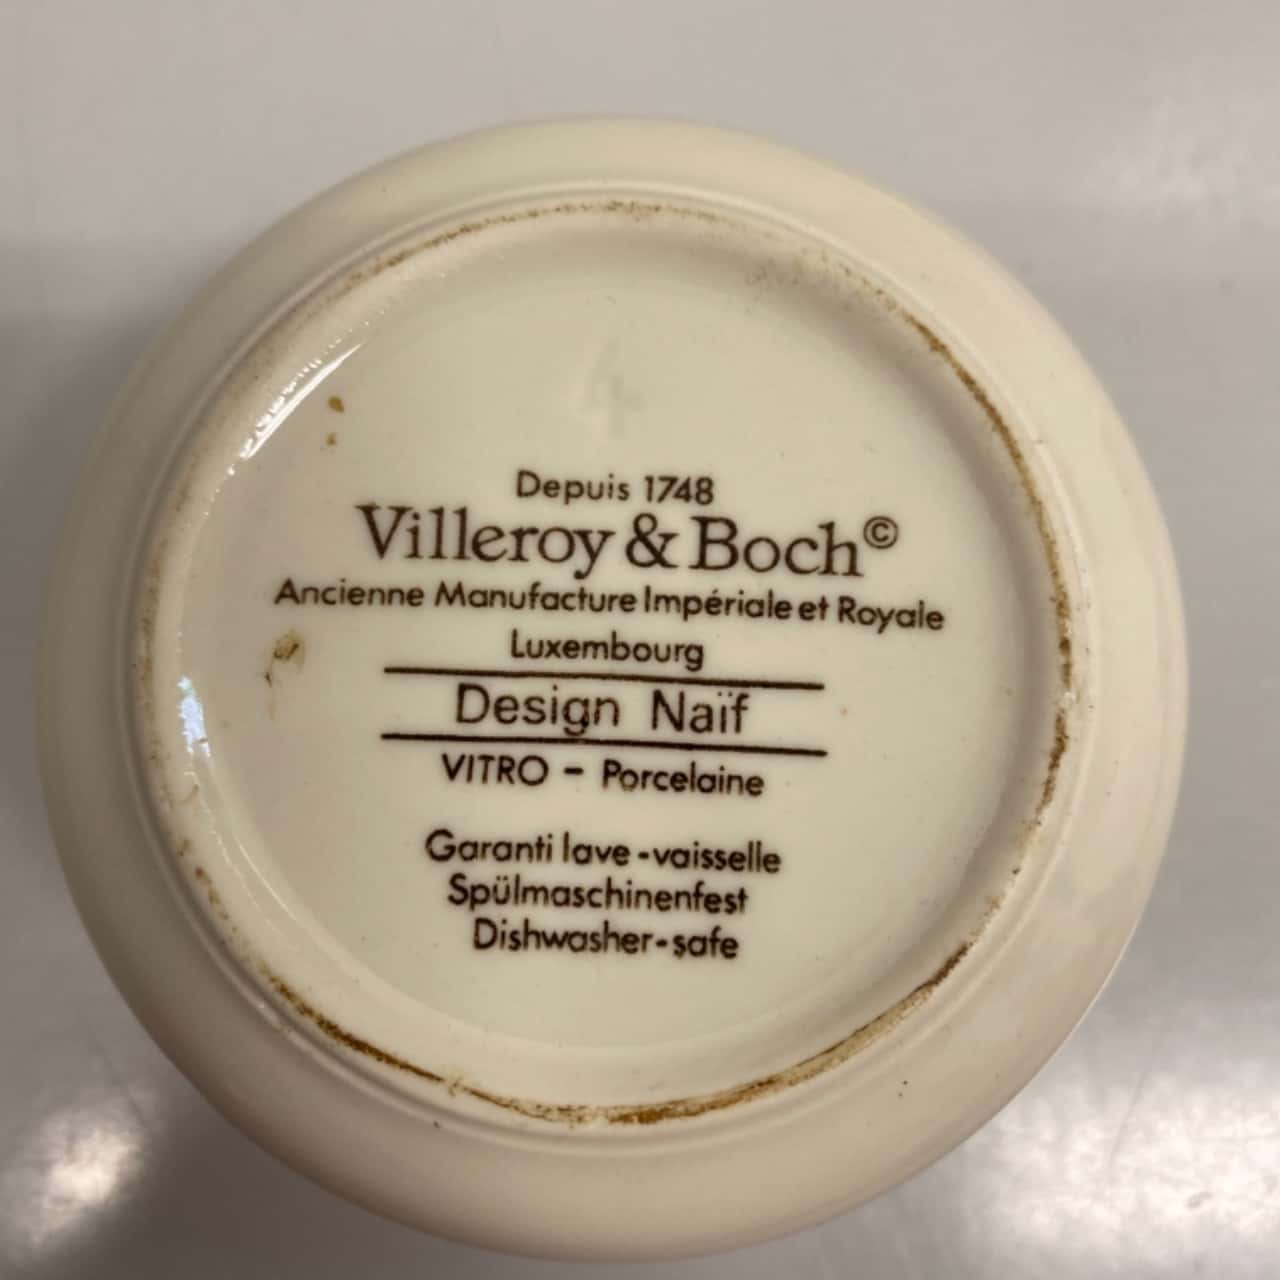 4
Depuis 1748
Villeroy & Boch©
Ancienne Manufacture Impériale et Royale
Luxembourg
Design Naïf
VITRO - Porcelaine
Garanti lave-vaisselle
Spülmaschinenfest
Dishwasher-safe